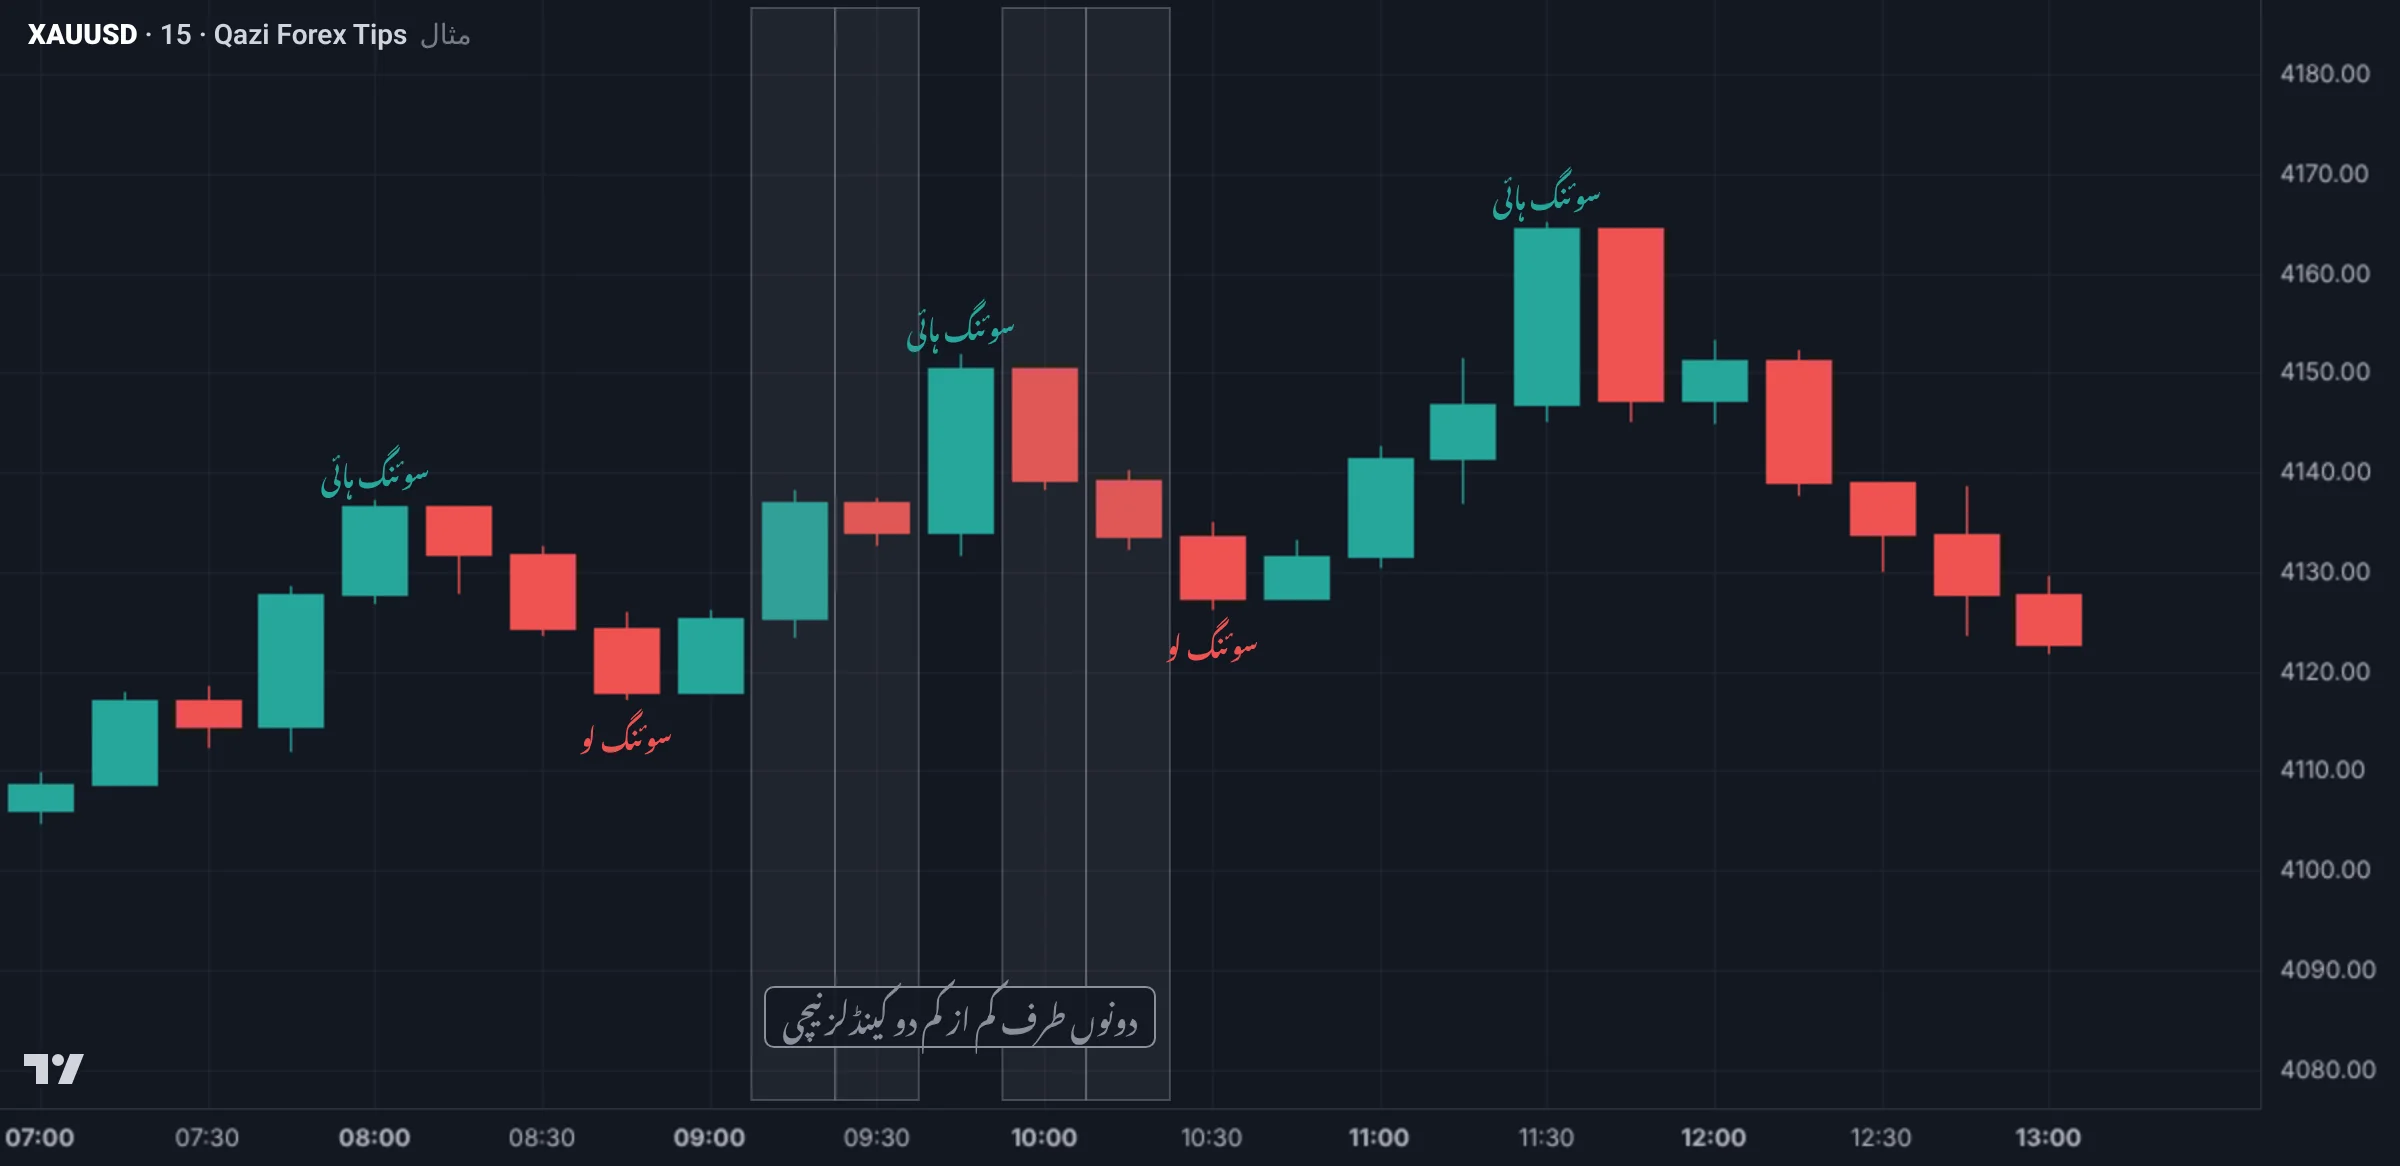 XAUUSD · 15 · Qazi Forex Tips مثال
4180.00
4170.00
سوئنگ ہائی
4160.00
سوئنگ ہائی
4150.00
سوئنگ ہائی
4140.00
4130.00
سوئنگ لو
4120.00
سوئنگ لو
4110.00
4100.00
4090.00
دونوں طرف کم از کم دو کینڈلز نیچی
4080.00
07:00 07:30 08:00 08:30 09:00 09:30 10:00 10:30 11:00 11:30 12:00 12:30 13:00